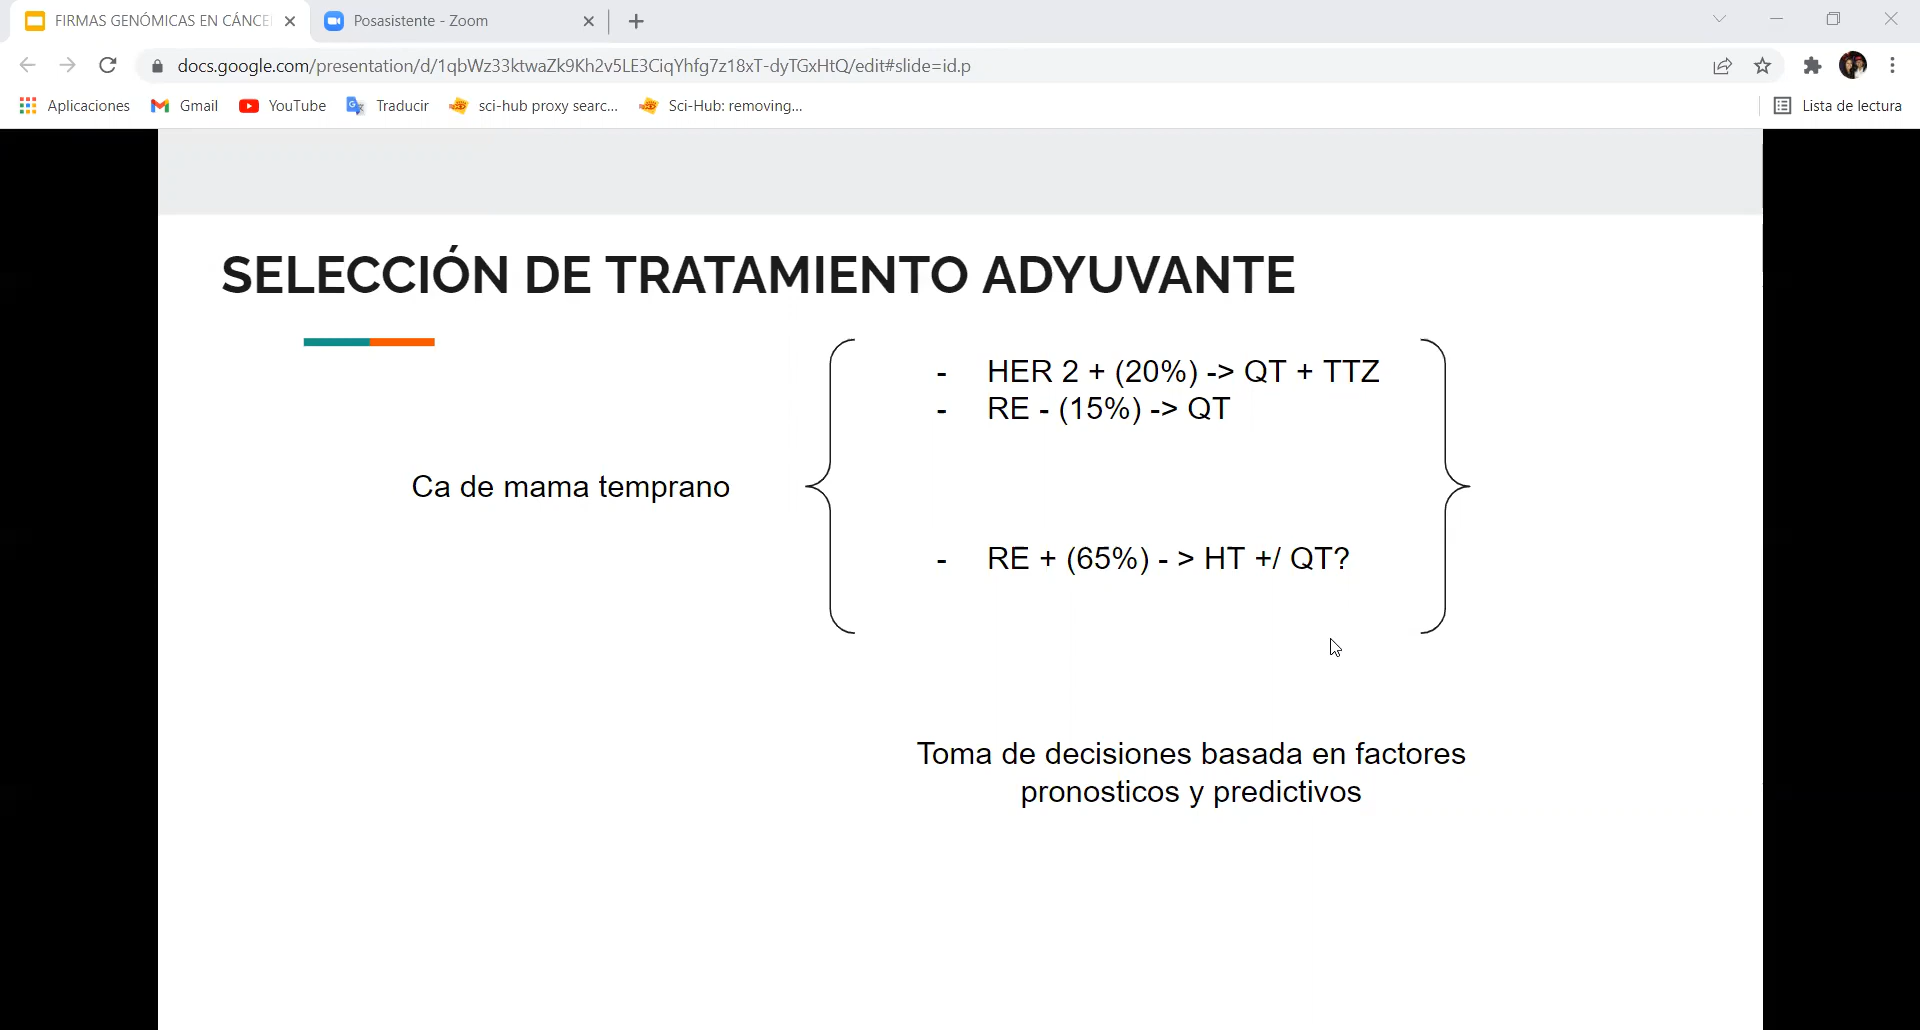 FIRMAS GENÓMICAS EN CÁNCE
Posasistente - Zoom
docs.google.com/presentation/d/1qbWz33ktwaZk9Kh2v5LE3CiqYhfg7z18xT-dyTGxHtQ/edit#slide=id.p
Aplicaciones Gmail YouTube Traducir sci-hub proxy searc... Sci-Hub: removing... Lista de lectura
SELECCIÓN DE TRATAMIENTO ADYUVANTE
- HER 2 + (20%) -> QT + TTZ
- RE - (15%) -> QT
Ca de mama temprano
- RE + (65%) - > HT +/ QT?
Toma de decisiones basada en factores
pronosticos y predictivos